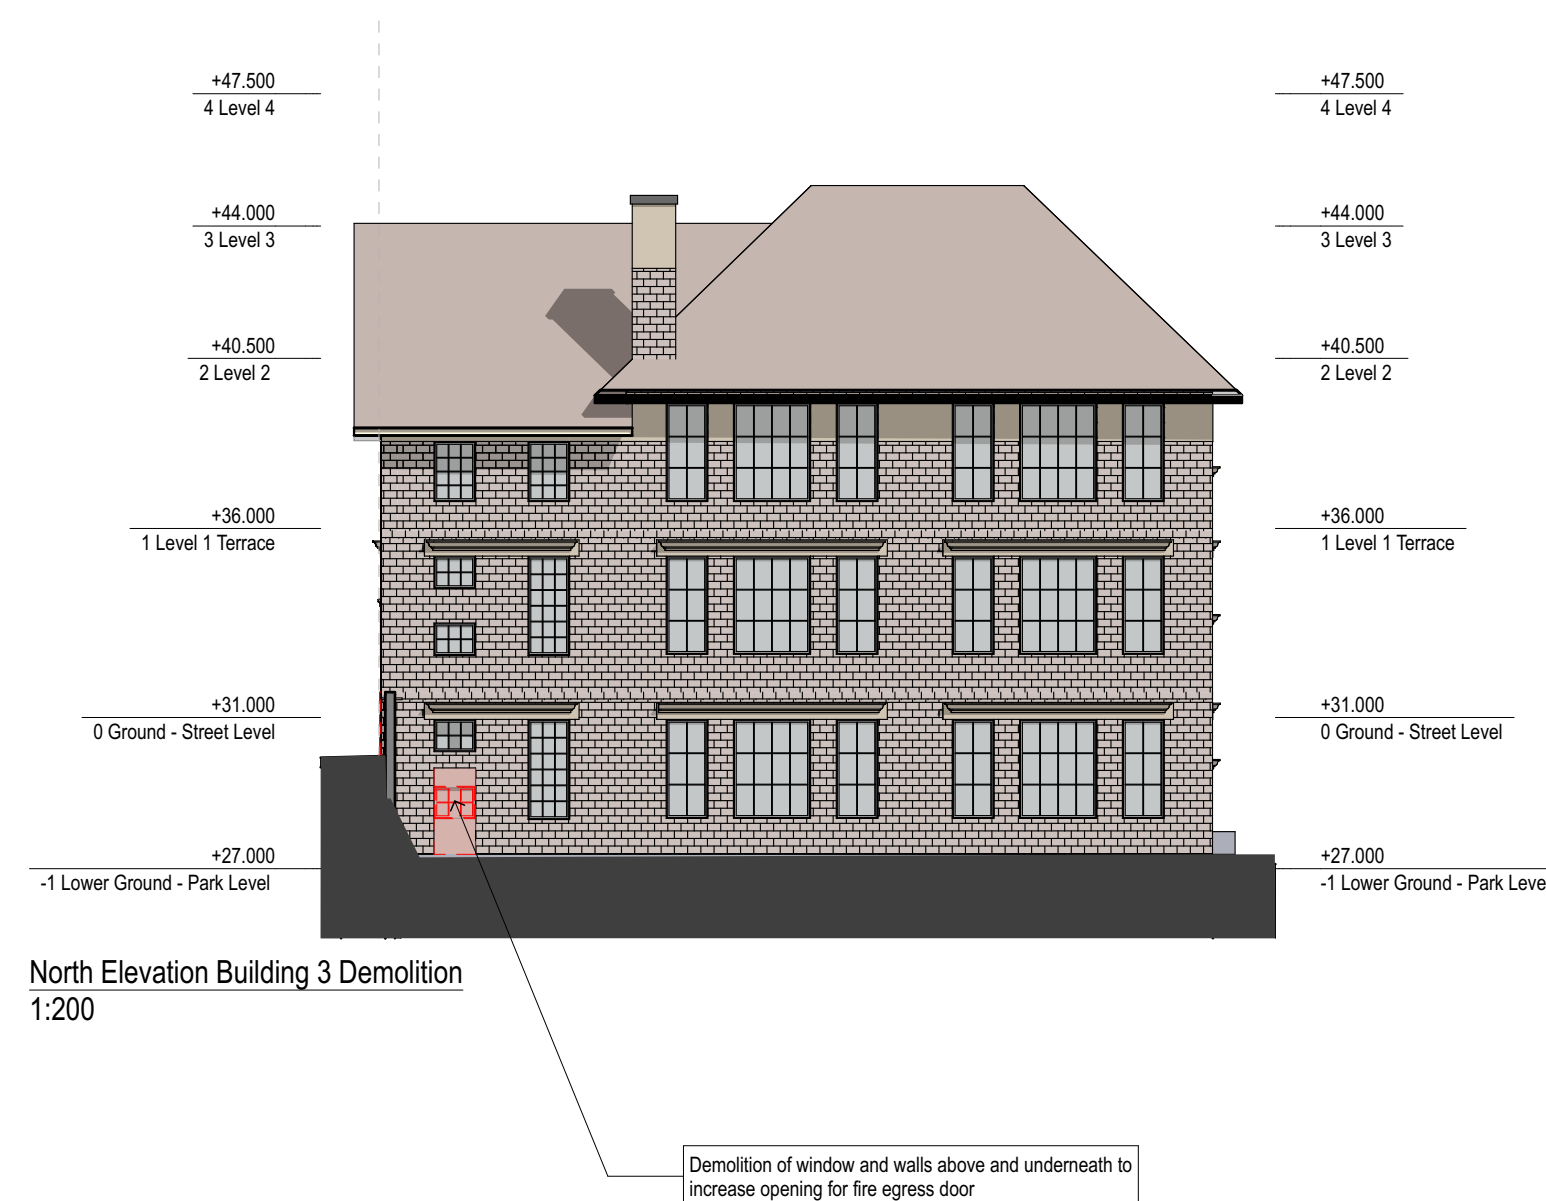 +47.500
4 Level 4
+47.500
4 Level 4
+44.000
3 Level 3
+44.000
3 Level 3
+40.500
2 Level 2
+40.500
2 Level 2
+36.000
1 Level 1 Terrace
+36.000
1 Level 1 Terrace
+31.000
0 Ground - Street Level
+31.000
0 Ground - Street Level
+27.000
-1 Lower Ground - Park Level
+27.000
-1 Lower Ground - Park Leve
North Elevation Building 3 Demolition
1:200
Demolition of window and walls above and underneath to
increase opening for fire egress door